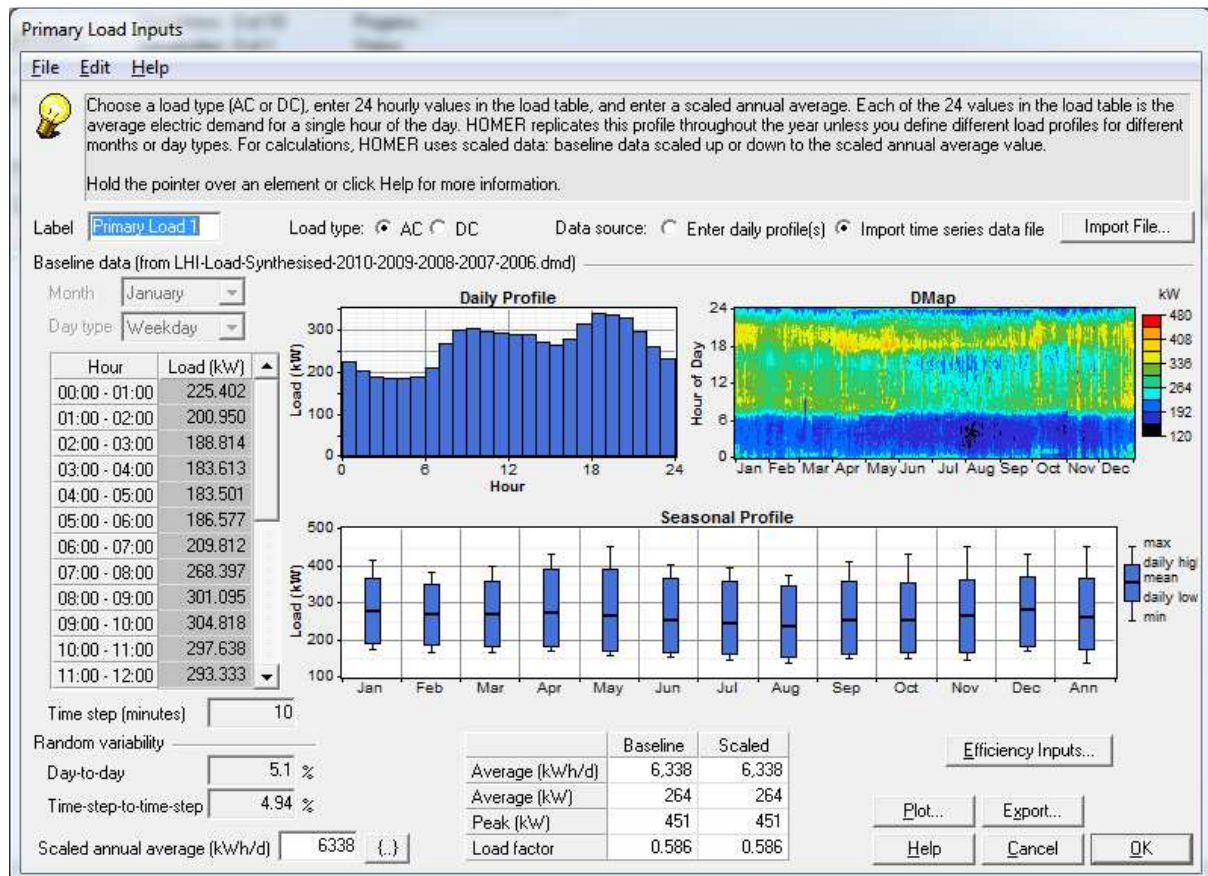 Primary Load Inputs
File Edit Help
Choose a load type (AC or DC), enter 24 hourly values in the load table, and enter a scaled annual average. Each of the 24 values in the load table is the
average electric demand for a single hour of the day. HOMER replicates this profile throughout the year unless you define different load profiles for different
months or day types. For calculations, HOMER uses scaled data: baseline data scaled up or down to the scaled annual average value.
Hold the pointer over an element or click Help for more information.
Label Primary Load 1 Load type: AC DC Data source: Enter daily profile(s) Import time series data file Import File...
Baseline data (from LHI-Load-Synthesised-2010-2009-2008-2007-2006.dmd)
Month January
Day type Weekday
Hour Load (kW)
00:00 - 01:00 225.402
01:00 - 02:00 200.950
02:00 - 03:00 188.814
03:00 - 04:00 183.613
04:00 - 05:00 183.501
05:00 - 06:00 186.577
06:00 - 07:00 209.812
07:00 - 08:00 268.397
08:00 - 09:00 301.095
09:00 - 10:00 304.818
10:00 - 11:00 297.638
11:00 - 12:00 293.333
Daily Profile
Load (kW)
300
200
100
0
0 6 12 18 24
Hour
DMap
Hour of Day
24
18
12
6
0
Jan Feb Mar Apr May Jun Jul Aug Sep Oct Nov Dec
kW
480
408
336
264
192
120
Seasonal Profile
Load (kW)
500
400
300
200
100
Jan Feb Mar Apr May Jun Jul Aug Sep Oct Nov Dec Ann
max
daily hig
mean
daily low
min
Time step (minutes) 10
Random variability
Day-to-day 5.1 %
Time-step-to-time-step 4.94 %
Scaled annual average (kWh/d) 6338 {..}
Baseline Scaled
Average (kWh/d) 6,338 6,338
Average (kW) 264 264
Peak (kW) 451 451
Load factor 0.586 0.586
Efficiency Inputs...
Plot... Export...
Help Cancel OK